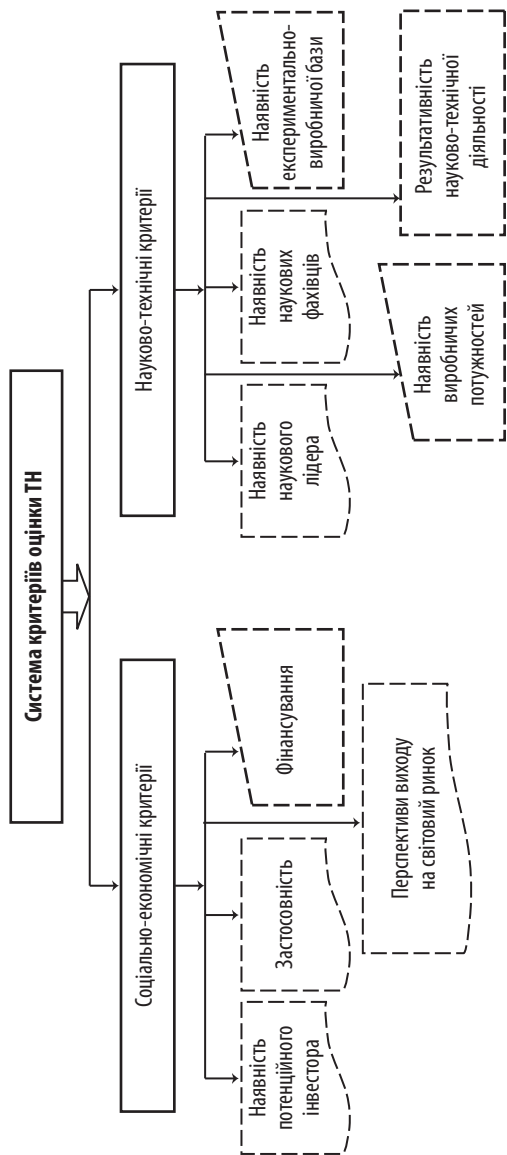 Система критеріїв оцінки ТН
Соціально-економічні критерії
Науково-технічні критерії
Наявність
потенційного
інвестора
Застосовність
Фінансування
Перспективи виходу
на світовий ринок
Наявність
наукового
лідера
Наявність
наукових
фахівців
Наявність
експериментально-
виробничої бази
Наявність
виробничих
потужностей
Результативність
науково-технічної
діяльності